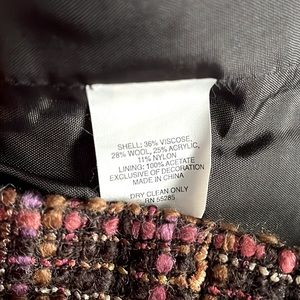 SHELL: 36% VISCOSE,
28% WOOL, 25% ACRYLIC,
11% NYLON
LINING: 100% ACETATE
EXCLUSIVE OF DECORATION
MADE IN CHINA
DRY CLEAN ONLY
RN 55285